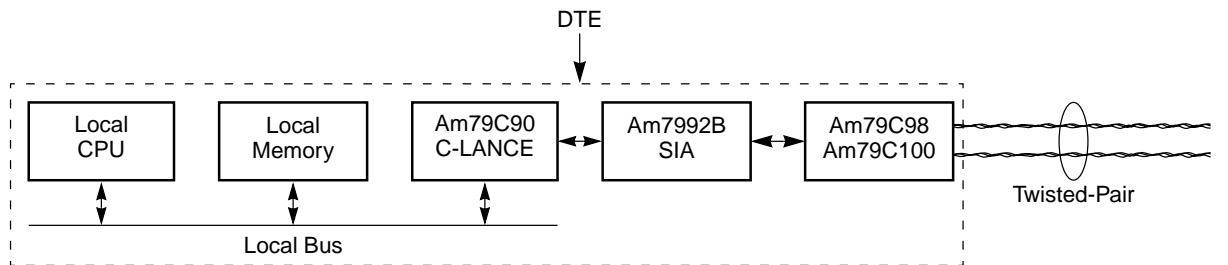 DTE
Local
CPU
Local
Memory
Am79C90
C-LANCE
Am7992B
SIA
Am79C98
Am79C100
Twisted-Pair
Local Bus